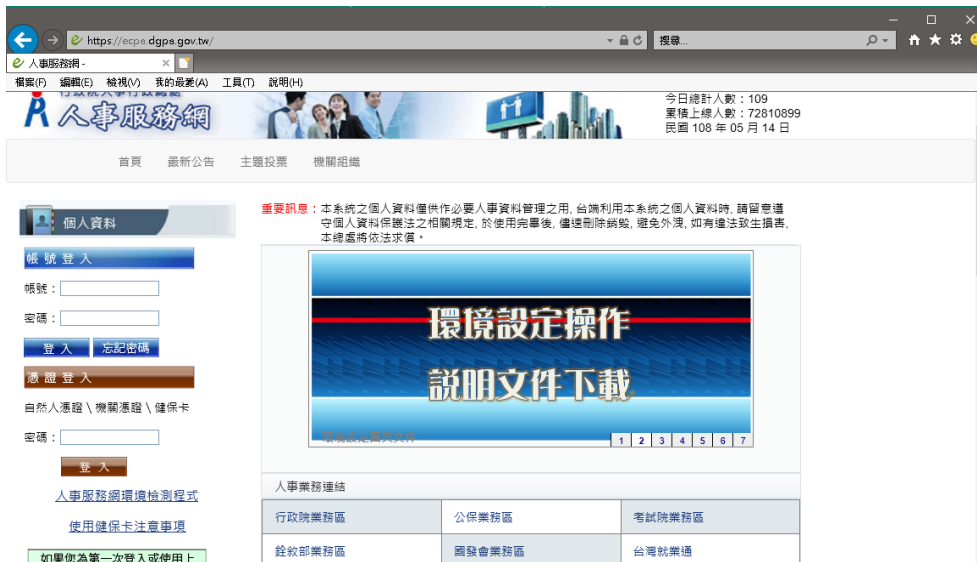 https://ecpa.dgpa.gov.tw/
搜尋...
人事服務網 -
檔案(F) 編輯(E) 檢視(V) 我的最愛(A) 工具(T) 說明(H)
人事服務網
今日總計人數：109
累積上線人數：72810899
民國 108 年 05 月 14 日
首頁 最新公告 主題投票 機關組織
個人資料
帳號登入
帳號：
密碼：
登入 忘記密碼
憑證登入
自然人憑證 \ 機關憑證 \ 健保卡
密碼：
登入
人事服務網環境檢測程式
使用健保卡注意事項
如果您為第一次登入或使用上
重要訊息：本系統之個人資料僅供作必要人事資料管理之用, 台端利用本系統之個人資料時, 請留意遵
守個人資料保護法之相關規定, 於使用完畢後, 儘速刪除銷毀, 避免外洩, 如有違法致生損害,
本總處將依法求償。
環境設定操作
說明文件下載
1 2 3 4 5 6 7
人事業務連結
行政院業務區 公保業務區 考試院業務區
銓敘部業務區 國發會業務區 台灣就業通